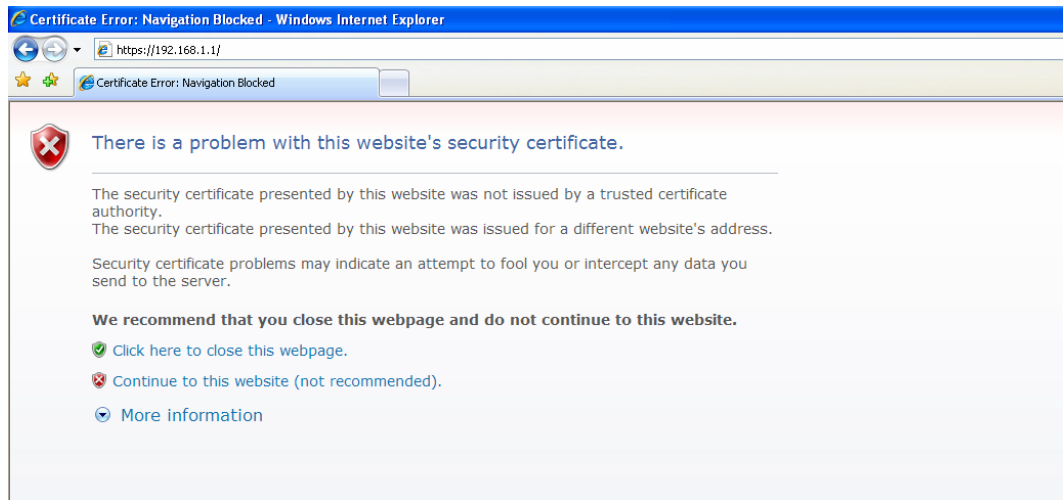 Certificate Error: Navigation Blocked - Windows Internet Explorer
https://192.168.1.1/
Certificate Error: Navigation Blocked
There is a problem with this website's security certificate.
The security certificate presented by this website was not issued by a trusted certificate
authority.
The security certificate presented by this website was issued for a different website's address.
Security certificate problems may indicate an attempt to fool you or intercept any data you
send to the server.
We recommend that you close this webpage and do not continue to this website.
Click here to close this webpage.
Continue to this website (not recommended).
More information